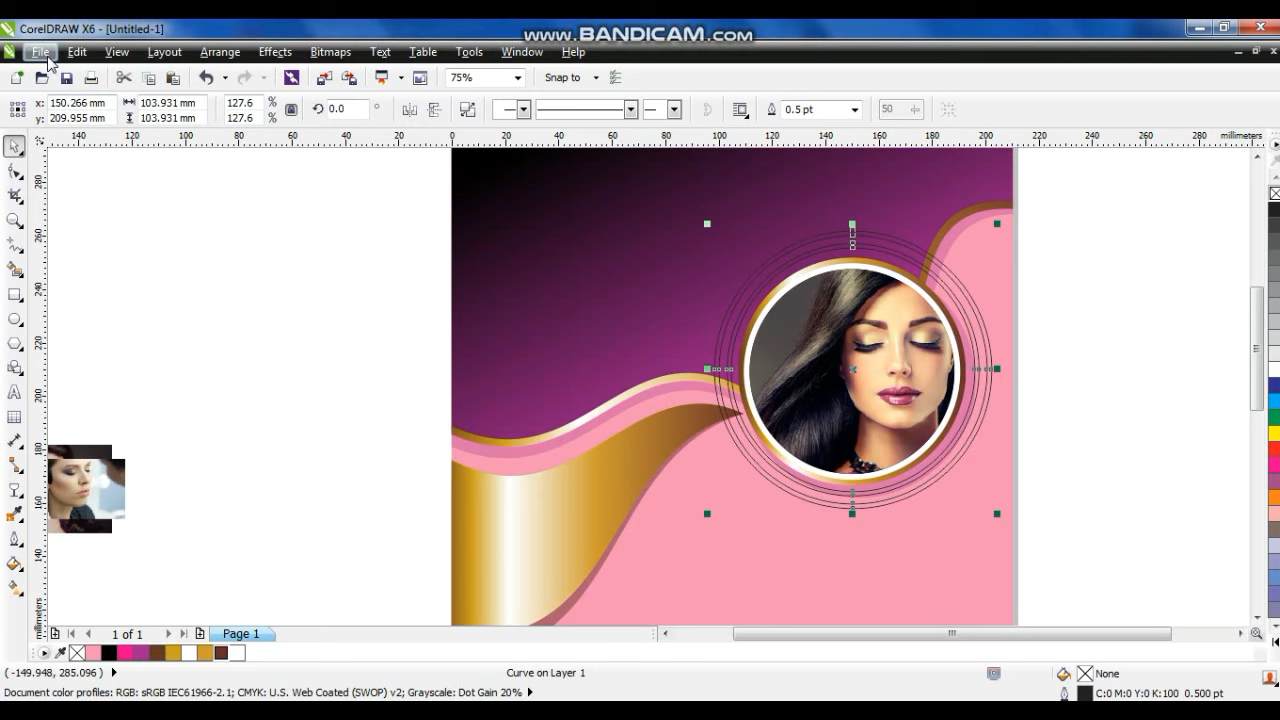 CorelDRAW X6 - [Untitled-1]
www.BANDICAM.com
File Edit View Layout Arrange Effects Bitmaps Text Table Tools Window Help
75% Snap to
x: 150.266 mm 103.931 mm 127.6 % 0.0 ° 0.5 pt 50
y: 209.955 mm 103.931 mm 127.6 %
140 120 100 80 60 40 20 0 20 40 60 80 100 120 140 160 180 200 220 240 260 280 millimeters
280
260
240
220
200
180
160
140
millimeters
1 of 1 Page 1
( -149.948, 285.096 ) Curve on Layer 1 None
Document color profiles: RGB: sRGB IEC61966-2.1; CMYK: U.S. Web Coated (SWOP) v2; Grayscale: Dot Gain 20% C:0 M:0 Y:0 K:100 0.500 pt